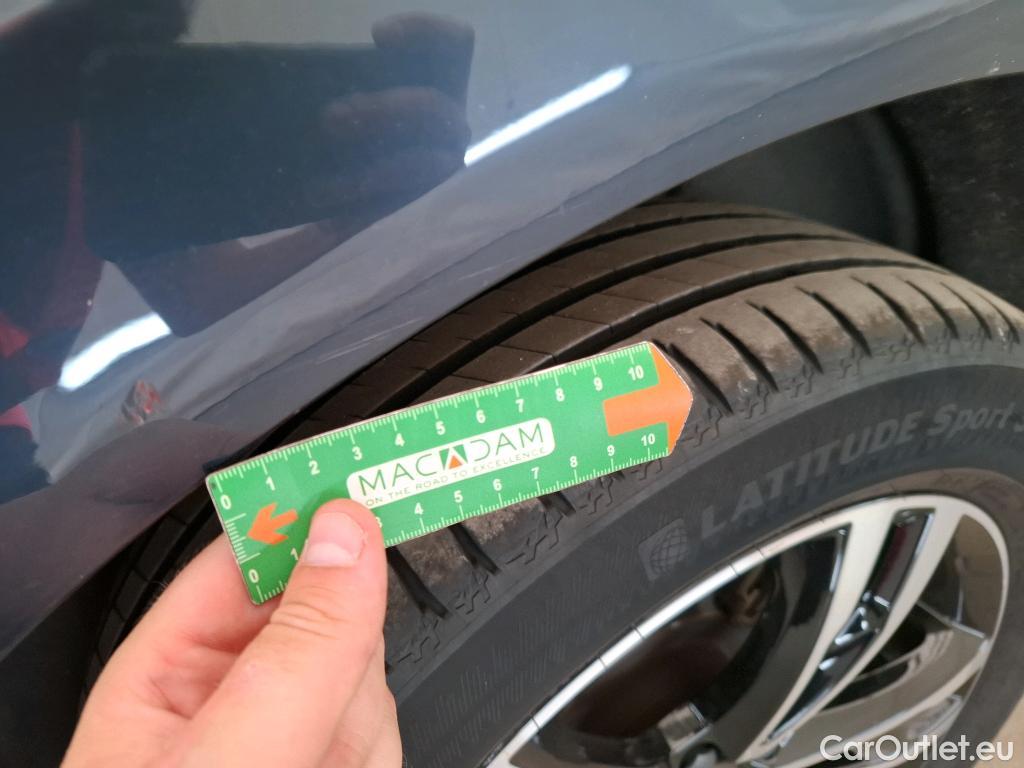 0 1 2 3 4 5 6 7 8 9 10
MACADAM
ON THE ROAD TO EXCELLENCE
0 1 3 4 5 6 7 8 9 10
LATITUDE Sport
CarOutlet.eu